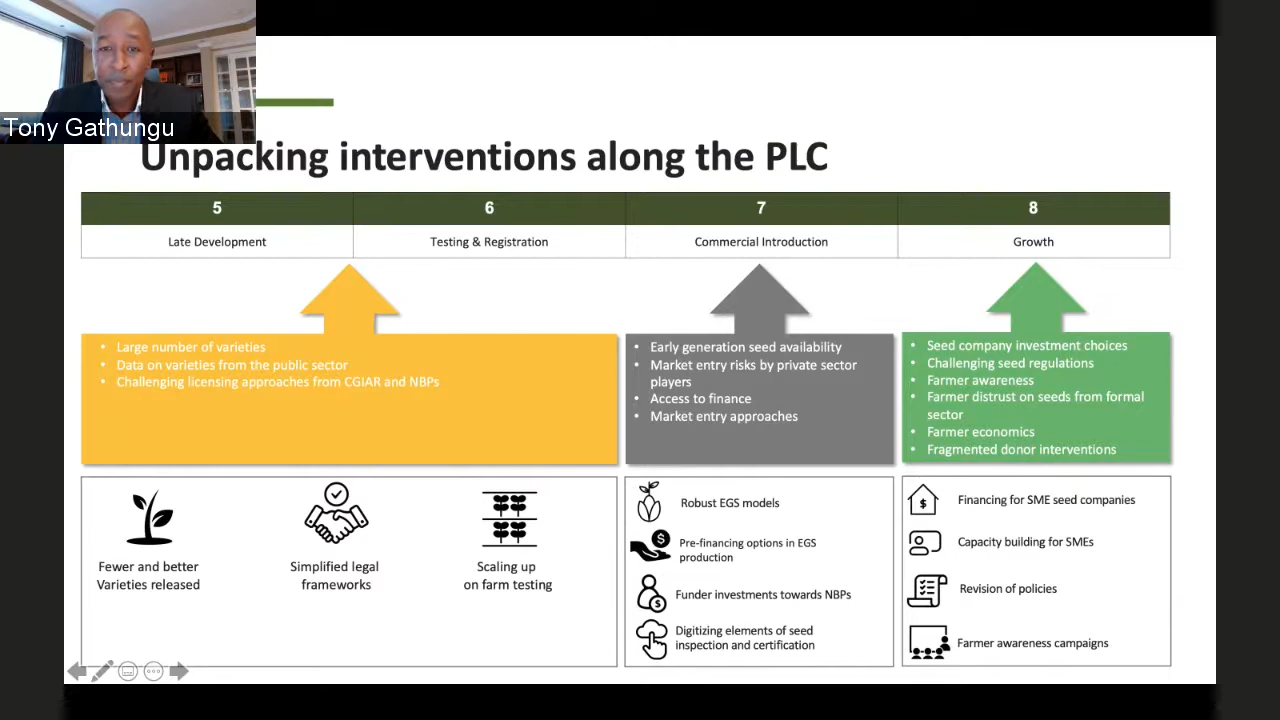 Tony Gathungu
Unpacking interventions along the PLC
5
6
7
8
Late Development
Testing & Registration
Commercial Introduction
Growth
• Large number of varieties
• Data on varieties from the public sector
• Challenging licensing approaches from CGIAR and NBPs
• Early generation seed availability
• Market entry risks by private sector
players
• Access to finance
• Market entry approaches
• Seed company investment choices
• Challenging seed regulations
• Farmer awareness
• Farmer distrust on seeds from formal
sector
• Farmer economics
• Fragmented donor interventions
Fewer and better
Varieties released
Simplified legal
frameworks
Scaling up
on farm testing
Robust EGS models
Pre-financing options in EGS
production
Funder investments towards NBPs
Digitizing elements of seed
inspection and certification
Financing for SME seed companies
Capacity building for SMEs
Revision of policies
Farmer awareness campaigns